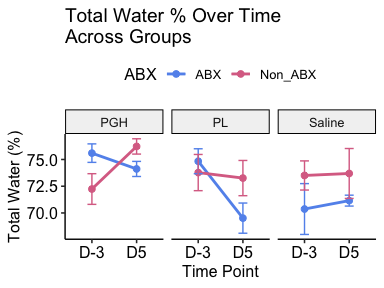 Total Water % Over Time
Across Groups
ABX ABX Non_ABX
PGH PL Saline
Total Water (%)
75.0
72.5
70.0
D-3 D5 D-3 D5 D-3 D5
Time Point